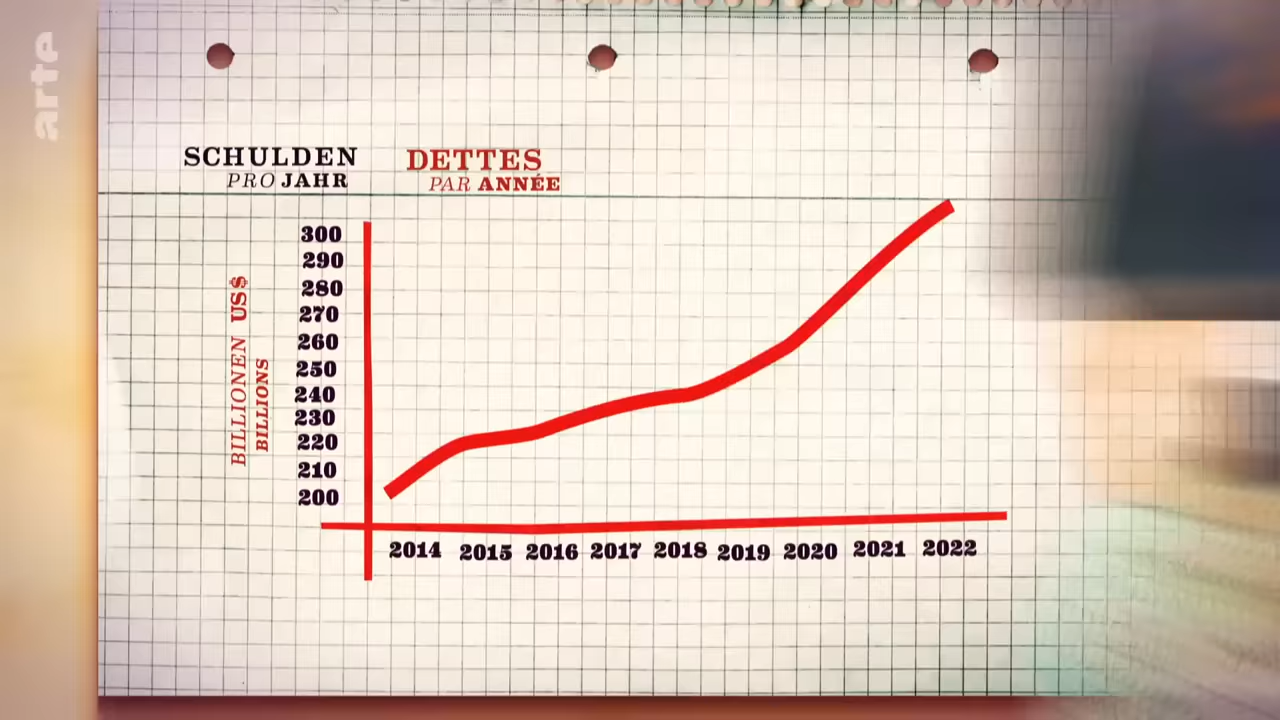 arte
SCHULDEN
PRO JAHR
DETTES
PAR ANNÉE
BILLIONEN US$
BILLIONS
300
290
280
270
260
250
240
230
220
210
200
2014 2015 2016 2017 2018 2019 2020 2021 2022